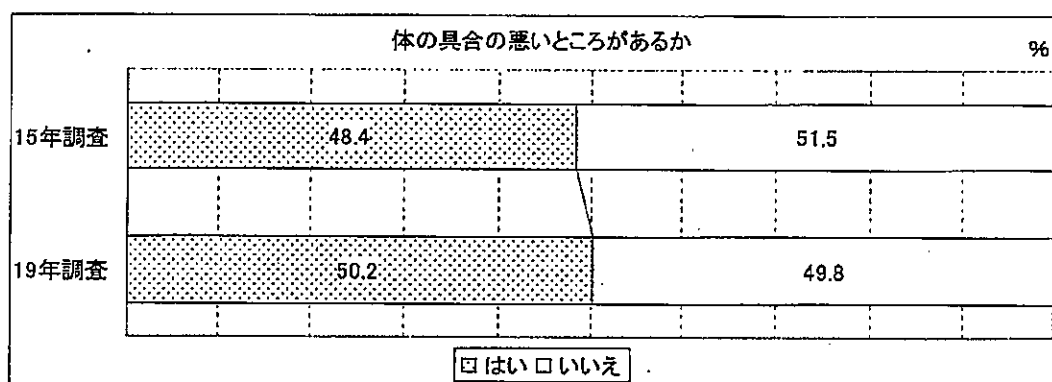 体の具合の悪いところがあるか
%
15年調査
48.4
51.5
19年調査
50.2
49.8
はい いいえ